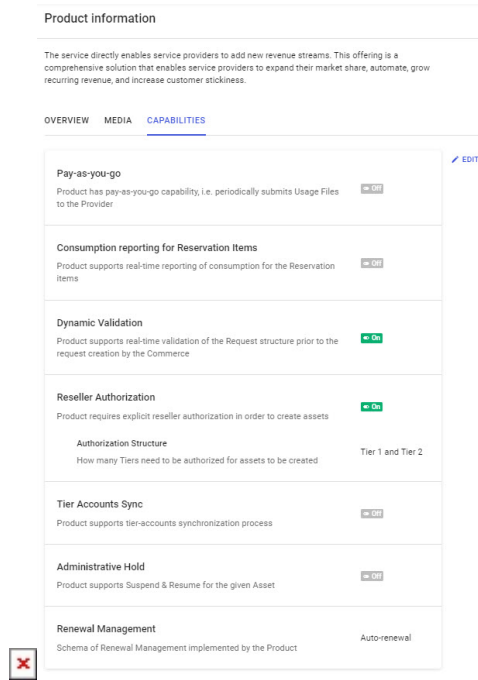 Product information
The service directly enables service providers to add new revenue streams. This offering is a
comprehensive solution that enables service providers to expand their market share, automate, grow
recurring revenue, and increase customer stickiness.
OVERVIEW MEDIA CAPABILITIES
EDIT
Pay-as-you-go
Product has pay-as-you-go capability, i.e. periodically submits Usage Files
to the Provider
Off
Consumption reporting for Reservation Items
Product supports real-time reporting of consumption for the Reservation
items
Off
Dynamic Validation
Product supports real-time validation of the Request structure prior to the
request creation by the Commerce
On
Reseller Authorization
Product requires explicit reseller authorization in order to create assets
On
Authorization Structure
How many Tiers need to be authorized for assets to be created
Tier 1 and Tier 2
Tier Accounts Sync
Product supports tier-accounts synchronization process
Off
Administrative Hold
Product supports Suspend & Resume for the given Asset
Off
Renewal Management
Schema of Renewal Management implemented by the Product
Auto-renewal